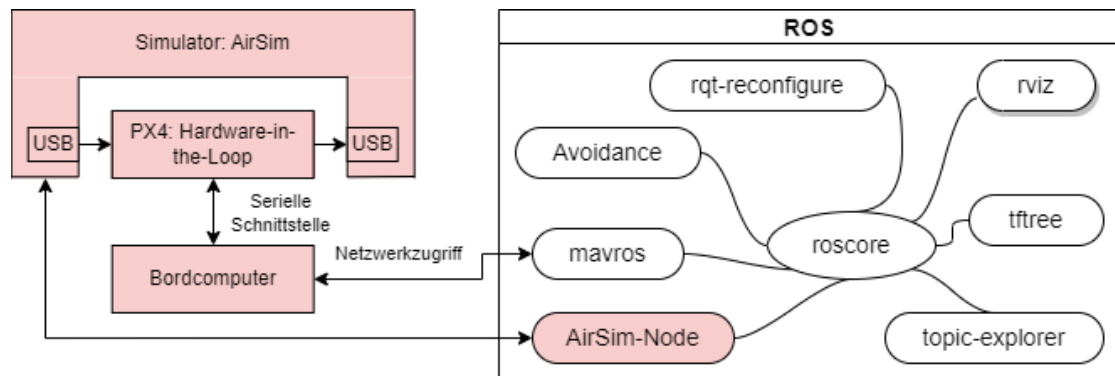 Simulator: AirSim
USB
PX4: Hardware-in-
the-Loop
USB
Serielle
Schnittstelle
Bordcomputer
Netzwerkzugriff
ROS
rqt-reconfigure
rviz
Avoidance
tftree
roscore
mavros
AirSim-Node
topic-explorer